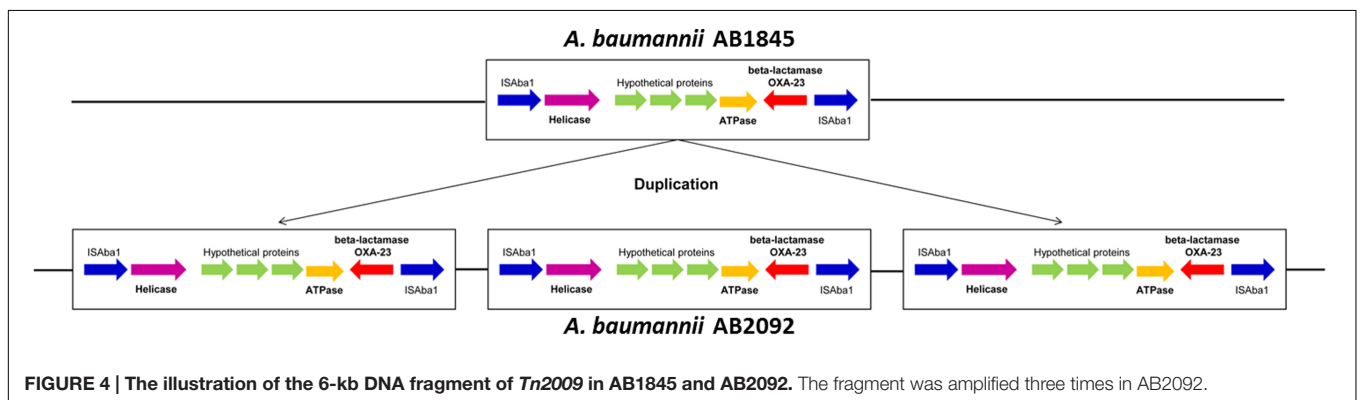 A. baumannii AB1845
ISAba1 Hypothetical proteins beta-lactamase OXA-23
Helicase ATPase ISAba1
Duplication
ISAba1 Hypothetical proteins beta-lactamase OXA-23
Helicase ATPase ISAba1
ISAba1 Hypothetical proteins beta-lactamase OXA-23
Helicase ATPase ISAba1
ISAba1 Hypothetical proteins beta-lactamase OXA-23
Helicase ATPase ISAba1
A. baumannii AB2092
FIGURE 4 | The illustration of the 6-kb DNA fragment of Tn2009 in AB1845 and AB2092. The fragment was amplified three times in AB2092.